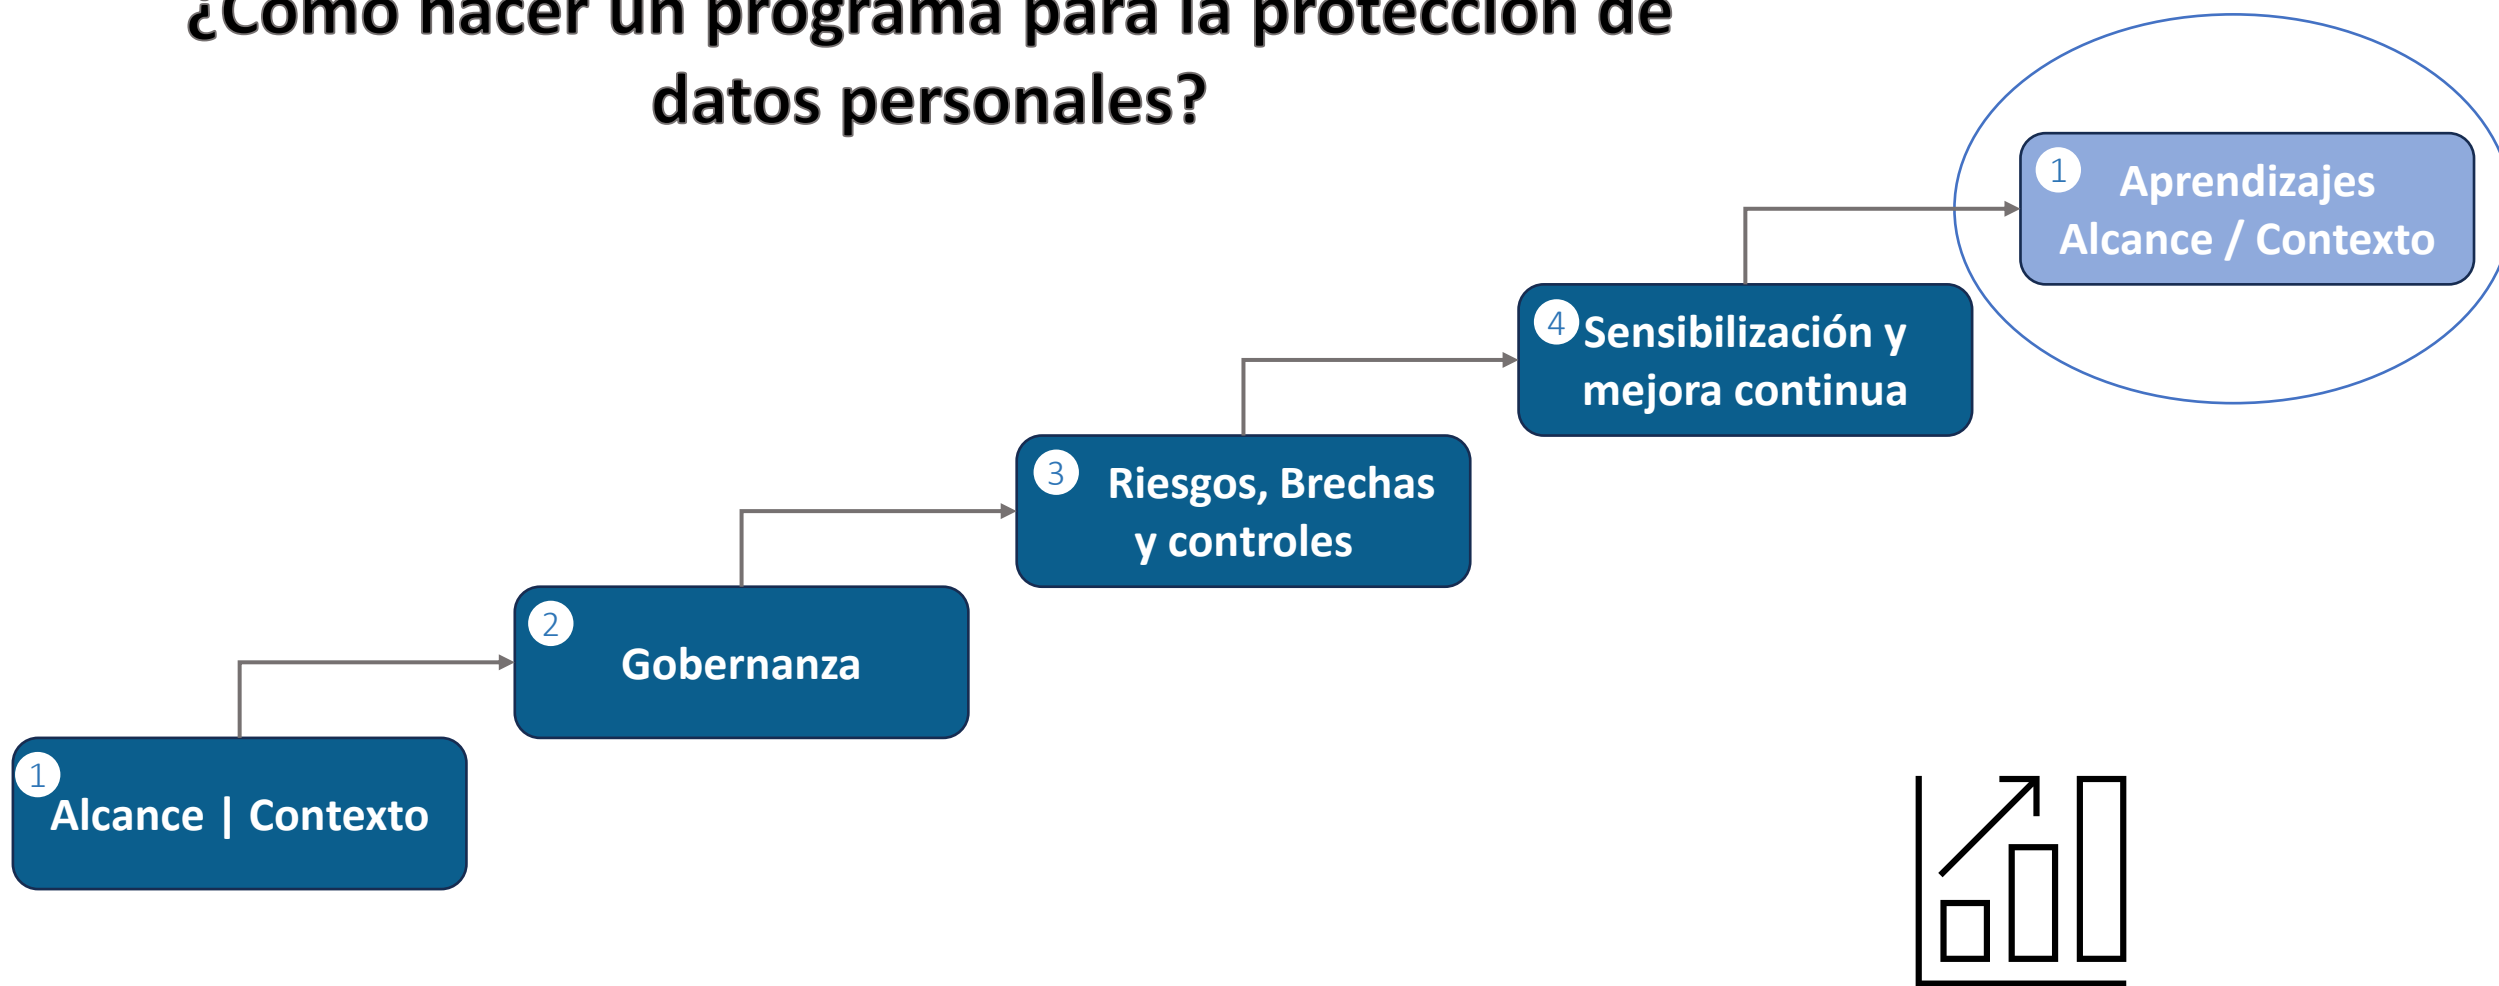 ¿Cómo hacer un programa para la protección de
datos personales?
1
Aprendizajes
Alcance / Contexto
4
Sensibilización y
mejora continua
3
Riesgos, Brechas
y controles
2
Gobernanza
1
Alcance | Contexto